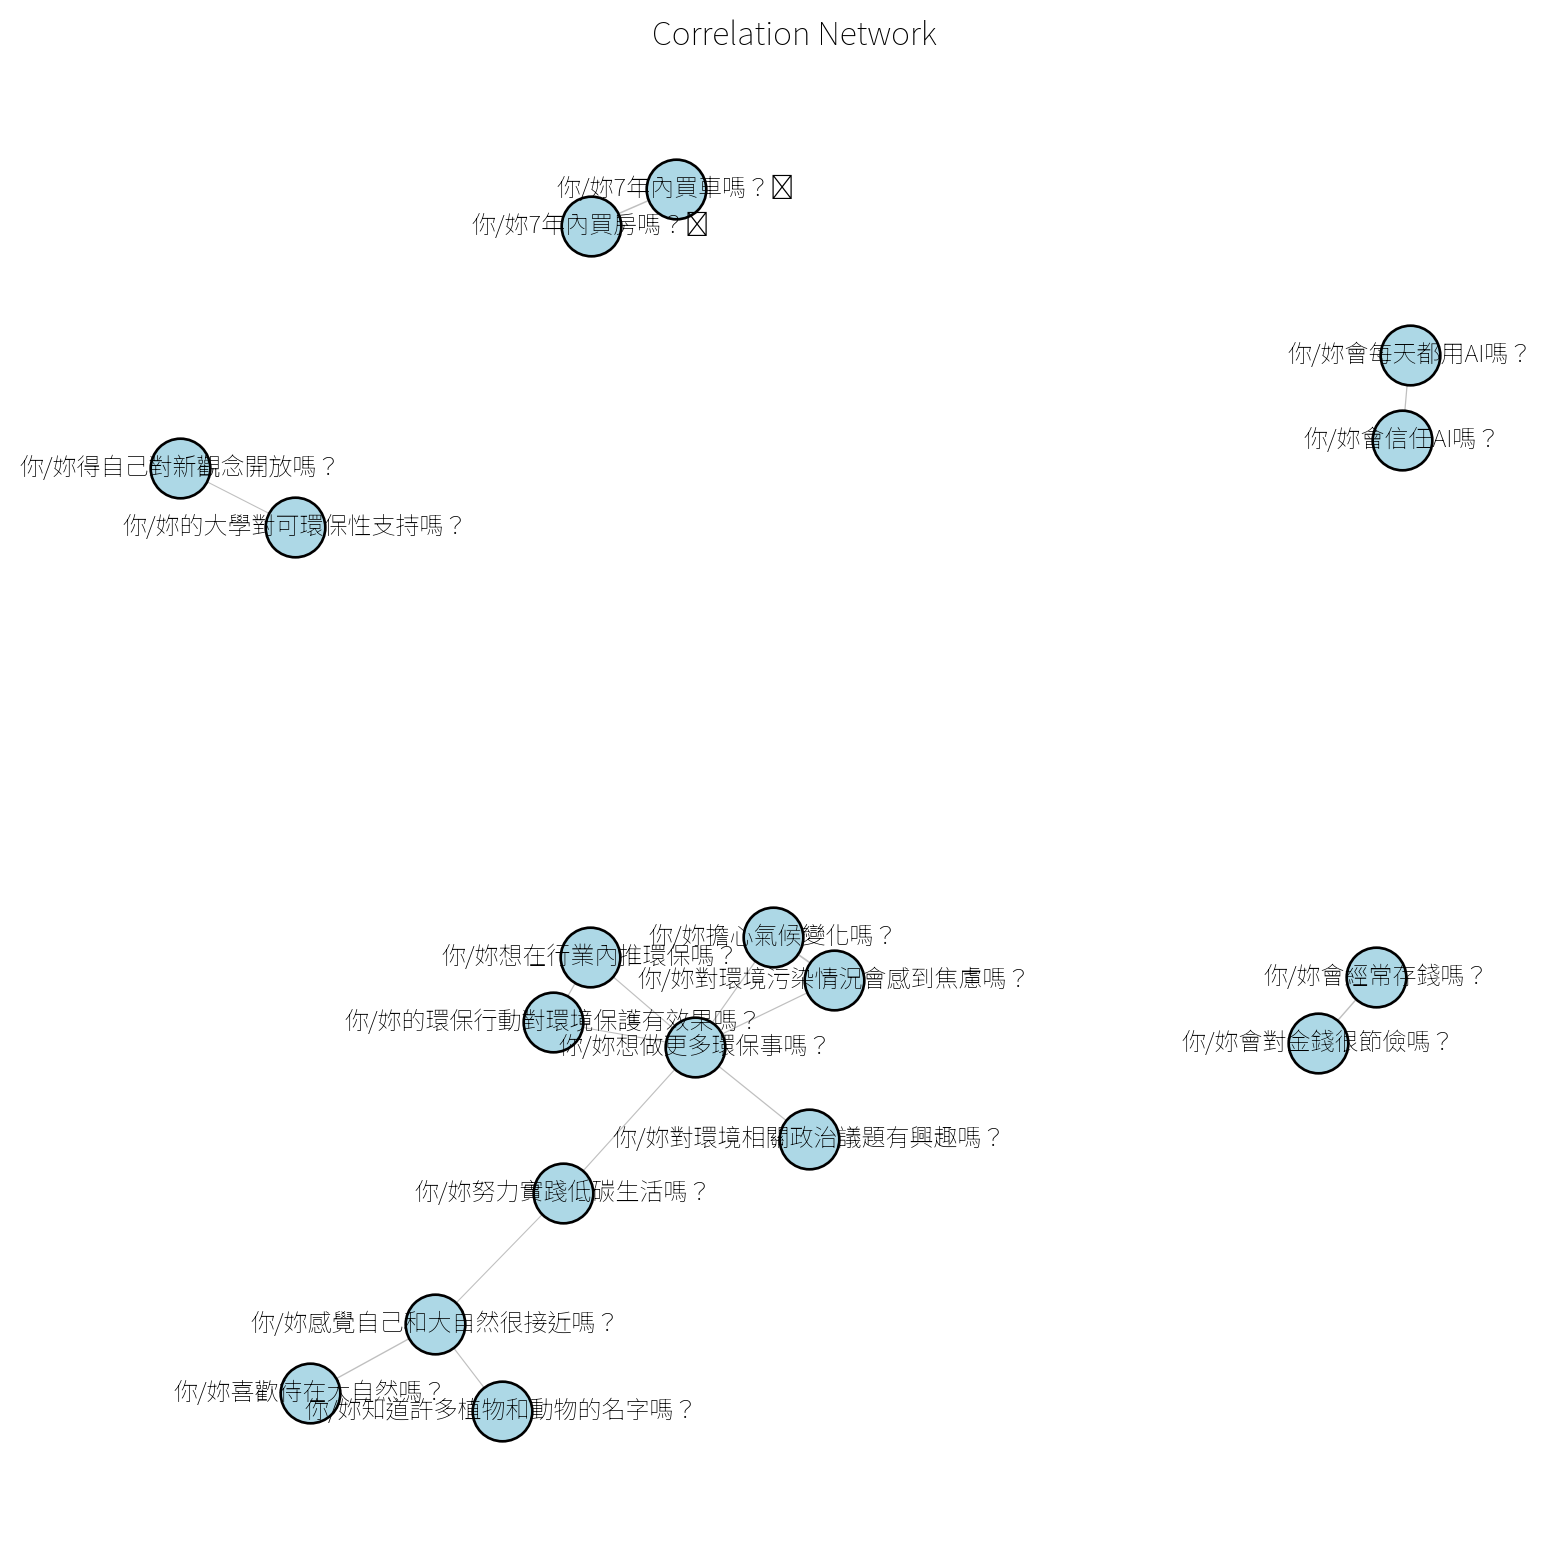 Correlation Network
你/妳7年內買車嗎？
你/妳7年內買房嗎？
你/妳會每天都用AI嗎？
你/妳會信任AI嗎？
你/妳得自己對新觀念開放嗎？
你/妳的大學對可環保性支持嗎？
你/妳擔心氣候變化嗎？
你/妳想在行業內推環保嗎？
你/妳對環境污染情況會感到焦慮嗎？
你/妳會經常存錢嗎？
你/妳的環保行動對環境保護有效果嗎？
你/妳想做更多環保事嗎？
你/妳會對金錢很節儉嗎？
你/妳對環境相關政治議題有興趣嗎？
你/妳努力實踐低碳生活嗎？
你/妳感覺自己和大自然很接近嗎？
你/妳喜歡待在大自然嗎？
你/妳知道許多植物和動物的名字嗎？